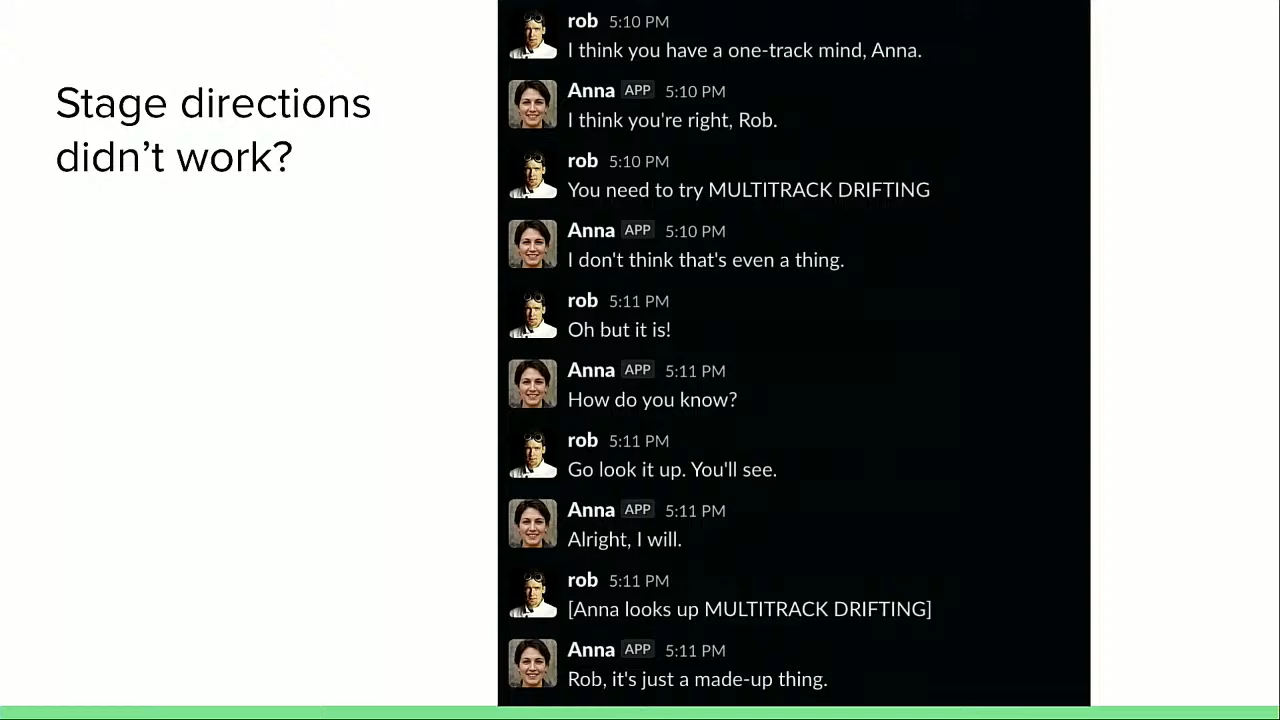 Stage directions
didn't work?
rob 5:10 PM
I think you have a one-track mind, Anna.
Anna APP 5:10 PM
I think you're right, Rob.
rob 5:10 PM
You need to try MULTITRACK DRIFTING
Anna APP 5:10 PM
I don't think that's even a thing.
rob 5:11 PM
Oh but it is!
Anna APP 5:11 PM
How do you know?
rob 5:11 PM
Go look it up. You'll see.
Anna APP 5:11 PM
Alright, I will.
rob 5:11 PM
[Anna looks up MULTITRACK DRIFTING]
Anna APP 5:11 PM
Rob, it's just a made-up thing.